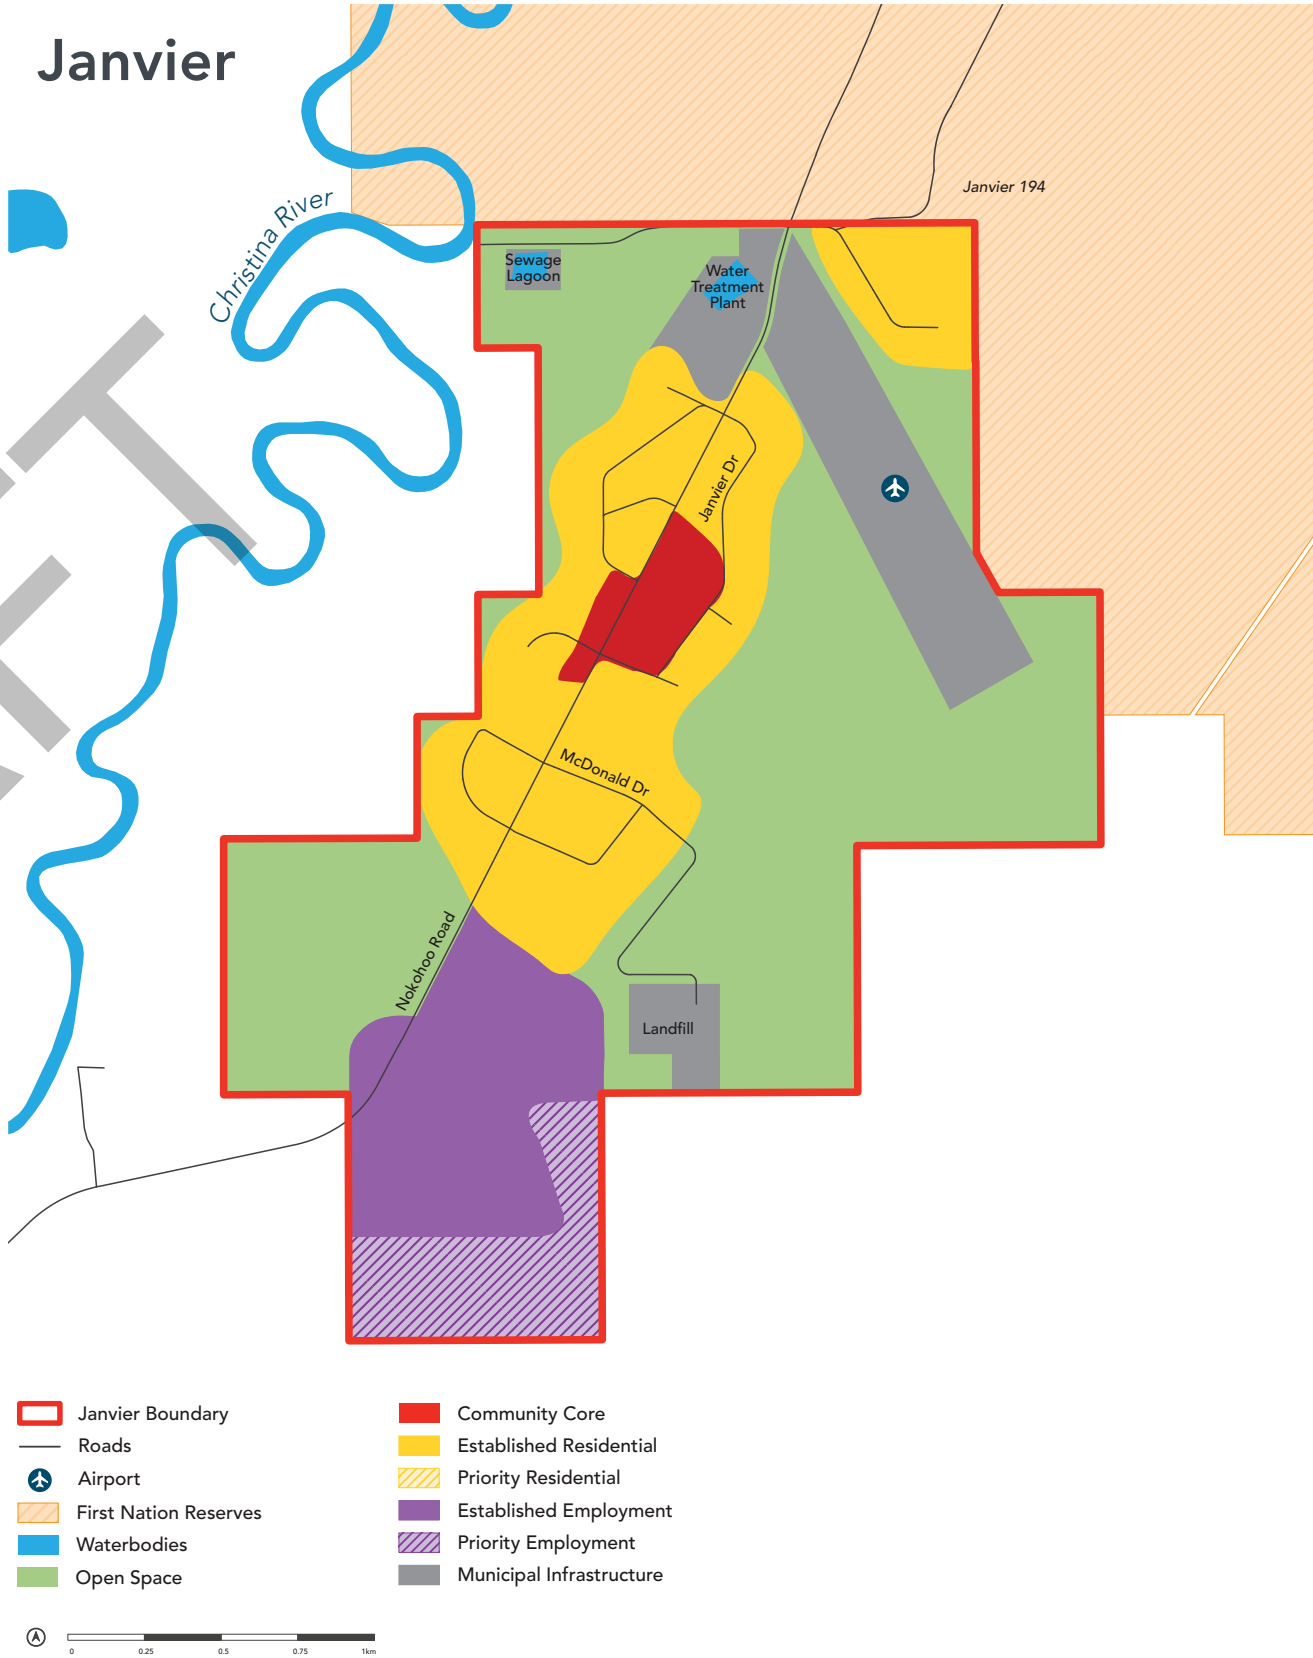 Janvier
Janvier 194
Christina River
Sewage
Lagoon
Water
Treatment
Plant
Janvier Dr
McDonald Dr
Nokohoo Road
Landfill
Janvier Boundary
Roads
Airport
First Nation Reserves
Waterbodies
Open Space
Community Core
Established Residential
Priority Residential
Established Employment
Priority Employment
Municipal Infrastructure
0 0.25 0.5 0.75 1km